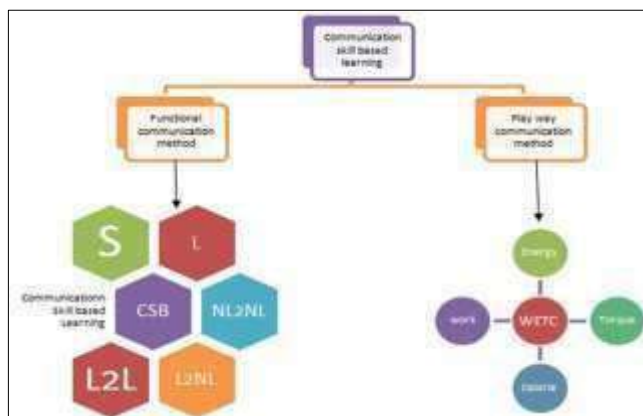 Communication
skill based
learning
Functional
communication
method
Play way
communication
method
S
L
Communicationn
Skill based
Learning
CSB
NL2NL
L2L
L2NL
Energy
work
WETC
Torque